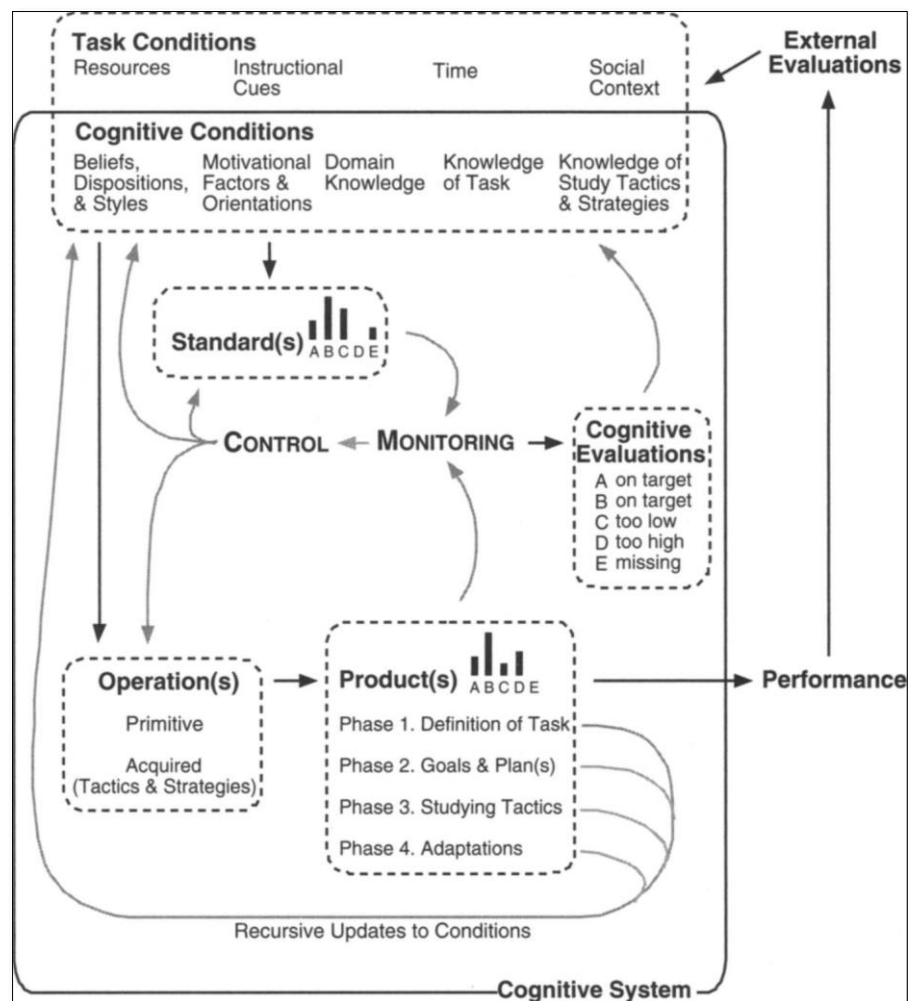 Task Conditions
External
Evaluations
Resources
Instructional
Cues
Time
Social
Context
Cognitive Conditions
Beliefs,
Dispositions,
& Styles
Motivational
Factors &
Orientations
Domain
Knowledge
Knowledge
of Task
Knowledge of
Study Tactics
& Strategies
Standard(s)
A B C D E
CONTROL
MONITORING
Cognitive
Evaluations
A on target
B on target
C too low
D too high
E missing
Operation(s)
Primitive
Acquired
(Tactics & Strategies)
Product(s)
A B C D E
Phase 1. Definition of Task
Phase 2. Goals & Plan(s)
Phase 3. Studying Tactics
Phase 4. Adaptations
Performance
Recursive Updates to Conditions
Cognitive System